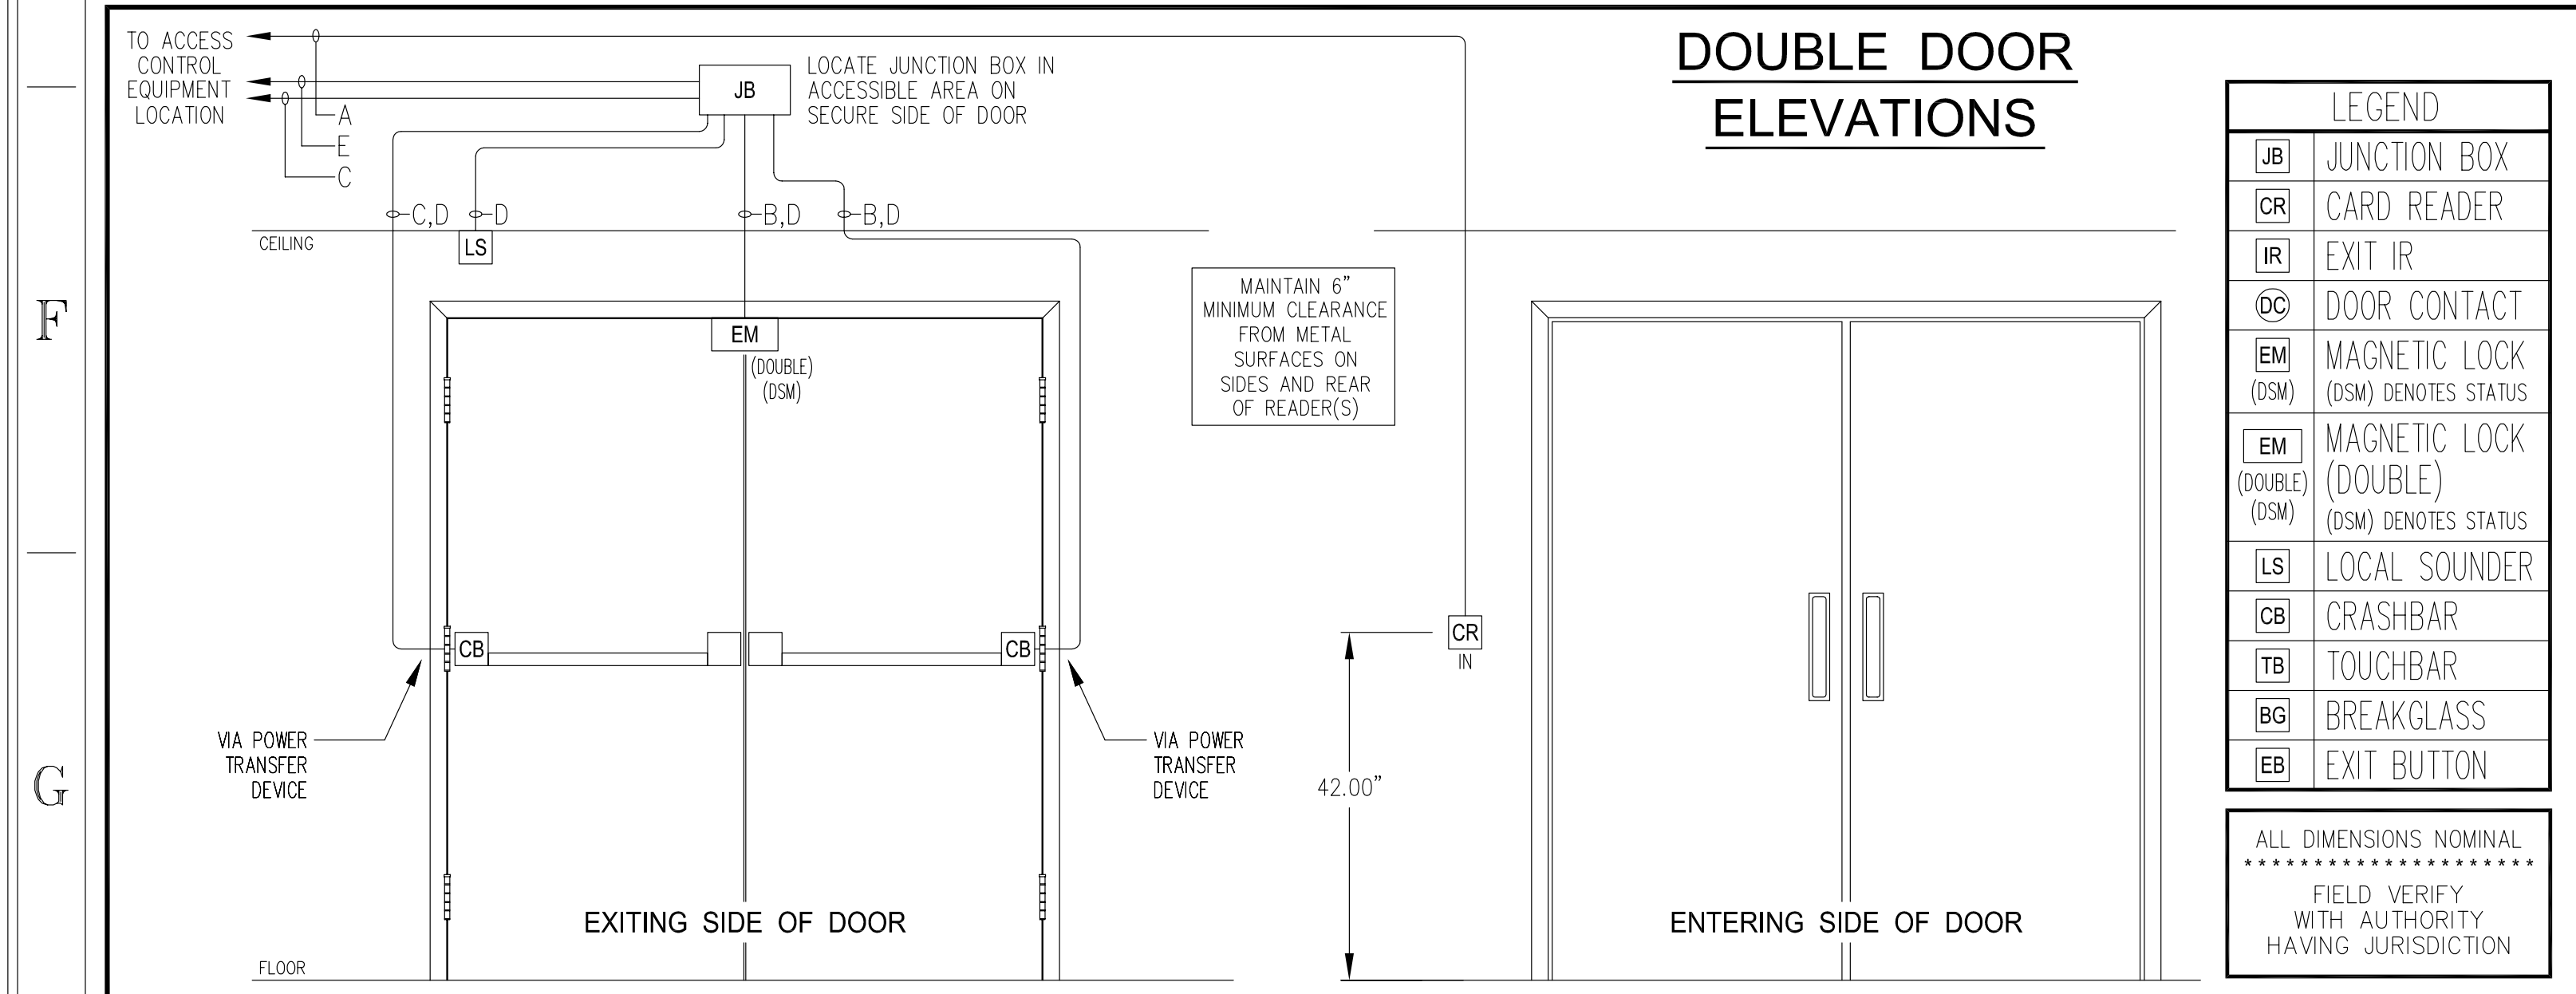 F
G
TO ACCESS
CONTROL
EQUIPMENT
LOCATION
A
E
C
JB
LOCATE JUNCTION BOX IN
ACCESSIBLE AREA ON
SECURE SIDE OF DOOR
C,D
D
B,D
B,D
CEILING
LS
EM
(DOUBLE)
(DSM)
CB
CB
VIA POWER
TRANSFER
DEVICE
VIA POWER
TRANSFER
DEVICE
EXITING SIDE OF DOOR
FLOOR
DOUBLE DOOR
ELEVATIONS
MAINTAIN 6”
MINIMUM CLEARANCE
FROM METAL
SURFACES ON
SIDES AND REAR
OF READER(S)
CR
IN
42.00”
ENTERING SIDE OF DOOR
LEGEND
JB JUNCTION BOX
CR CARD READER
IR EXIT IR
DC DOOR CONTACT
EM MAGNETIC LOCK
(DSM) (DSM) DENOTES STATUS
EM MAGNETIC LOCK
(DOUBLE) (DOUBLE)
(DSM) (DSM) DENOTES STATUS
LS LOCAL SOUNDER
CB CRASHBAR
TB TOUCHBAR
BG BREAKGLASS
EB EXIT BUTTON
ALL DIMENSIONS NOMINAL
*********************
FIELD VERIFY
WITH AUTHORITY
HAVING JURISDICTION